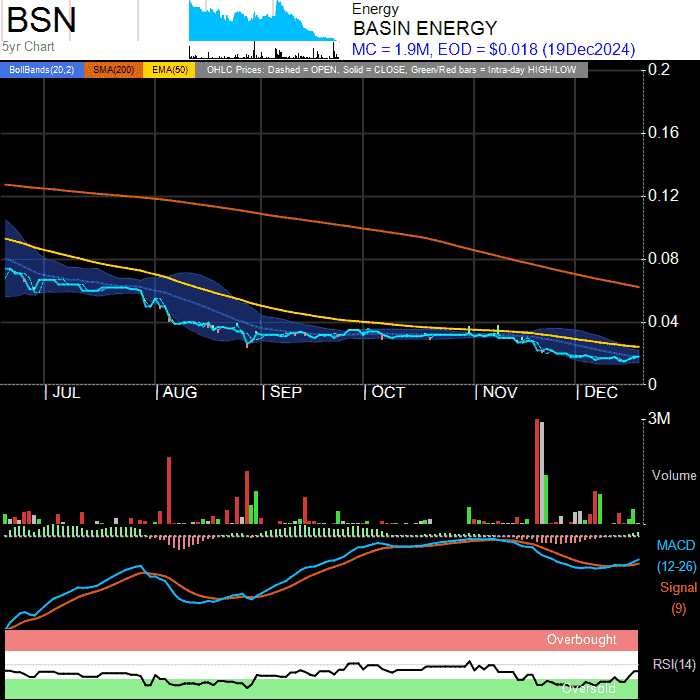 BSN
5yr Chart
Energy
BASIN ENERGY
MC = 1.9M, EOD = $0.018 (19Dec2024)
BollBands(20,2) SMA(200) EMA(50) OHLC Prices: Dashed = OPEN, Solid = CLOSE, Green/Red bars = Intra-day HIGH/LOW
0.2
0.16
0.12
0.08
0.04
0
JUL AUG SEP OCT NOV DEC
3M
Volume
MACD
(12-26)
Signal
(9)
Overbought
RSI(14)
Oversold